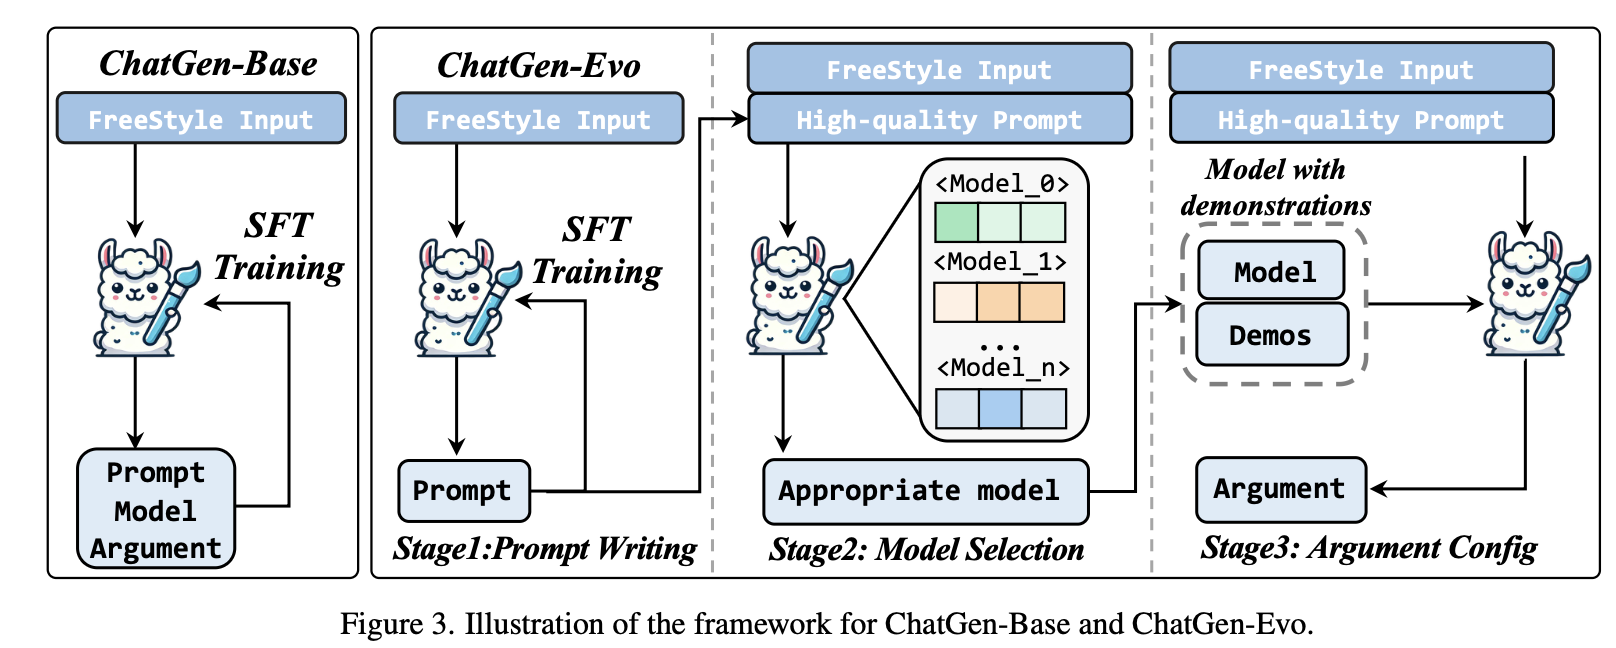 ChatGen-Base
FreeStyle Input
SFT
Training
Prompt
Model
Argument
ChatGen-Evo
FreeStyle Input
SFT
Training
Prompt
Stage1:Prompt Writing
FreeStyle Input
High-quality Prompt
<Model_0>
<Model_1>
...
<Model_n>
Appropriate model
Stage2: Model Selection
FreeStyle Input
High-quality Prompt
Model with
demonstrations
Model
Demos
Argument
Stage3: Argument Config
Figure 3. Illustration of the framework for ChatGen-Base and ChatGen-Evo.